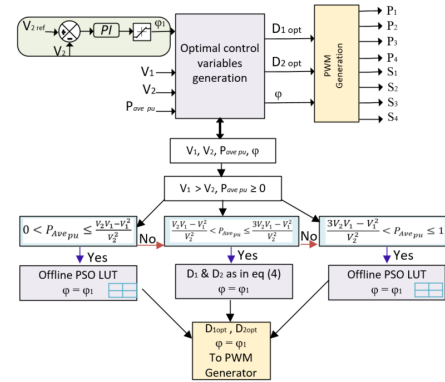 V2 ref
PI
φ1
V2
V1
V2
Pave pu
Optimal control
variables
generation
D1 opt
D2 opt
φ
PWM
Generation
P1
P2
P3
P4
S1
S2
S3
S4
V1, V2, Pave pu, φ
V1 > V2, Pave pu ≥ 0
0 < PAve pu ≤ (V2V1−V1²)/V2²
No
(V2V1−V1²)/V2² < PAve pu ≤ (3V2V1−V1²)/V2²
No
(3V2V1−V1²)/V2² < PAve pu ≤ 1
Yes
Yes
Yes
Offline PSO LUT
φ = φ1
D1 & D2 as in eq (4)
φ = φ1
Offline PSO LUT
φ = φ1
D1opt , D2opt
φ = φ1
To PWM
Generator